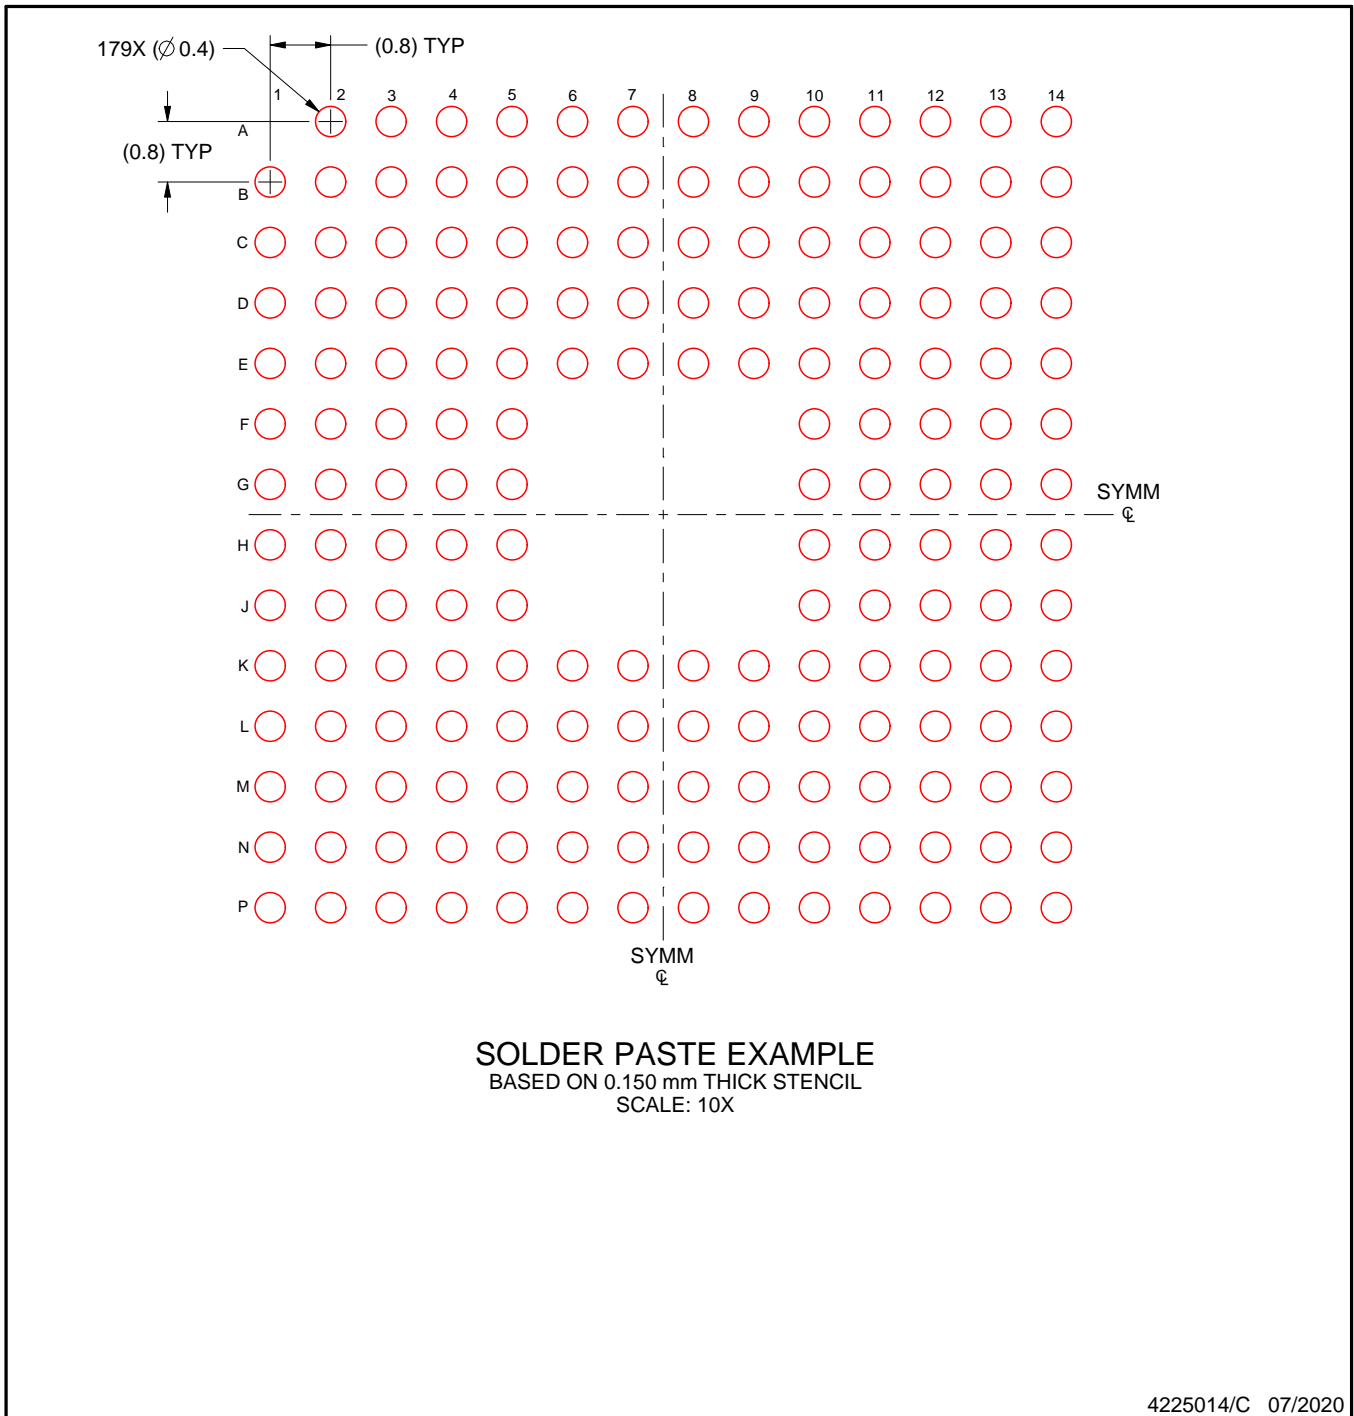 179X (∅ 0.4)
(0.8) TYP
1 2 3 4 5 6 7 8 9 10 11 12 13 14
A
(0.8) TYP
B
C
D
E
F
G
SYMM
℄
H
J
K
L
M
N
P
SYMM
℄
SOLDER PASTE EXAMPLE
BASED ON 0.150 mm THICK STENCIL
SCALE: 10X
4225014/C 07/2020